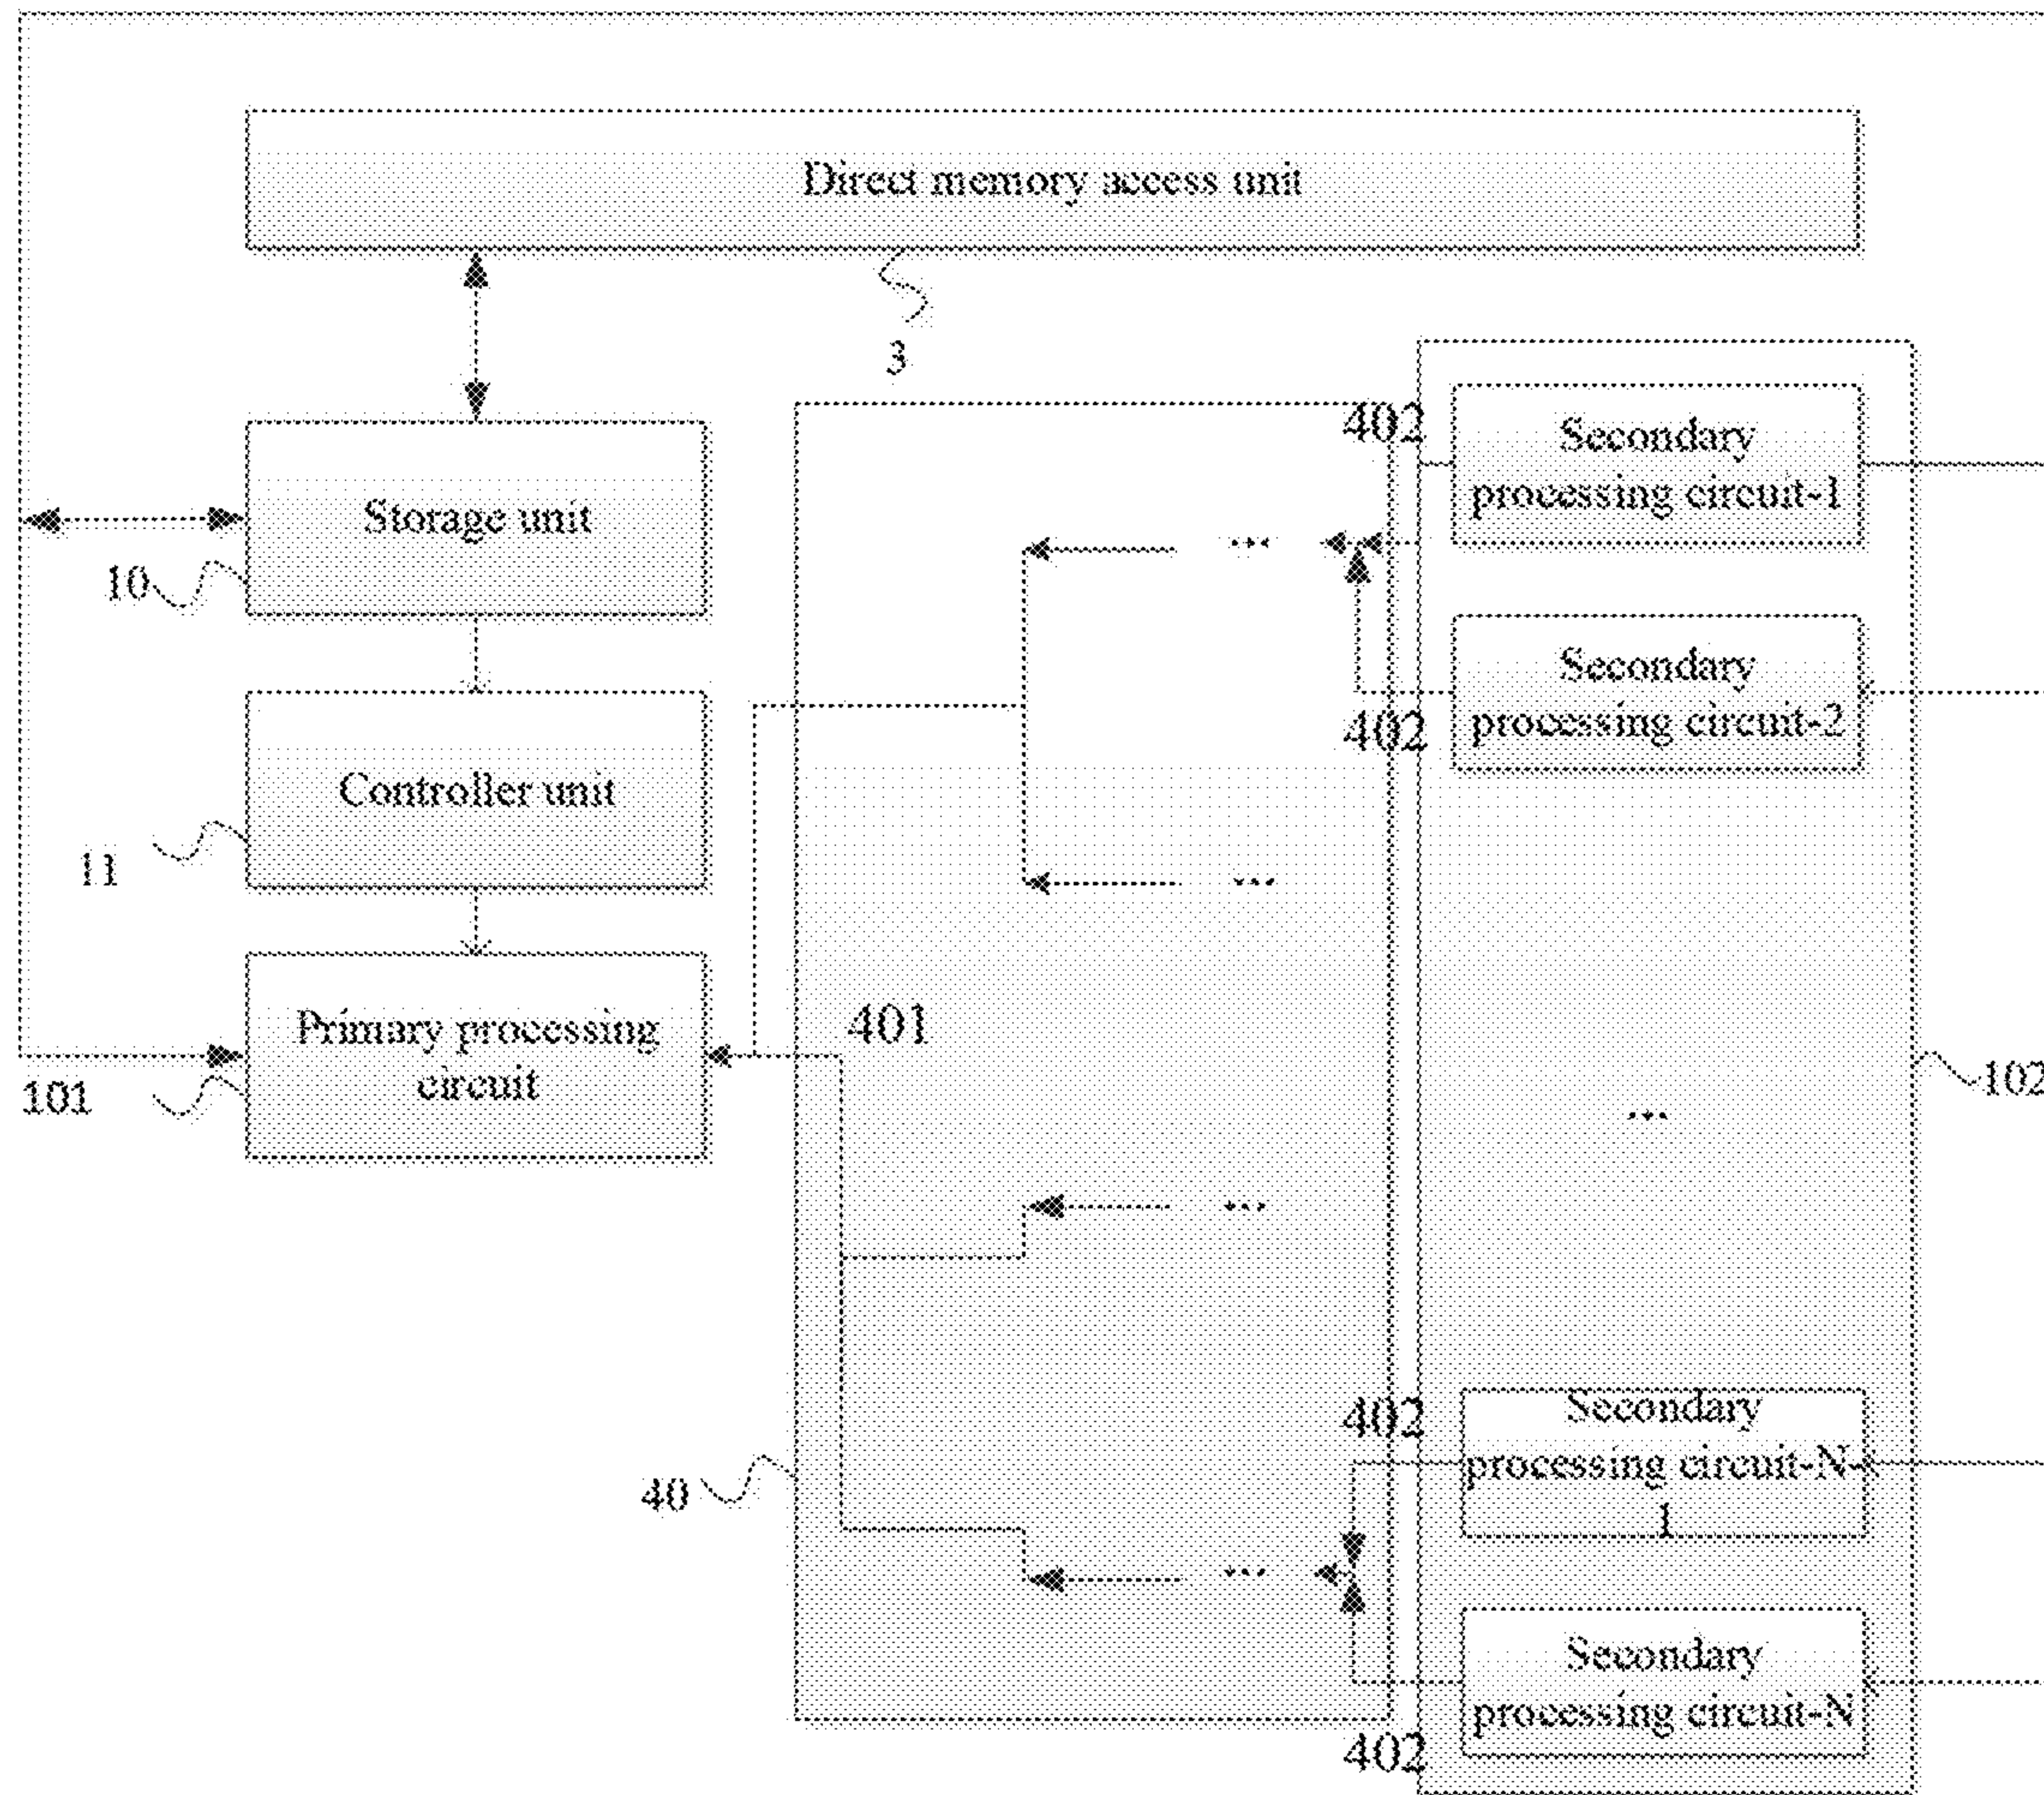 Direct memory access unit
3
402
Secondary
processing circuit-1
Storage unit
10
Secondary
processing circuit-2
402
Controller unit
11
Primary processing
circuit
401
101
102
...
402
Secondary
processing circuit-N-
1
40
Secondary
processing circuit-N
402